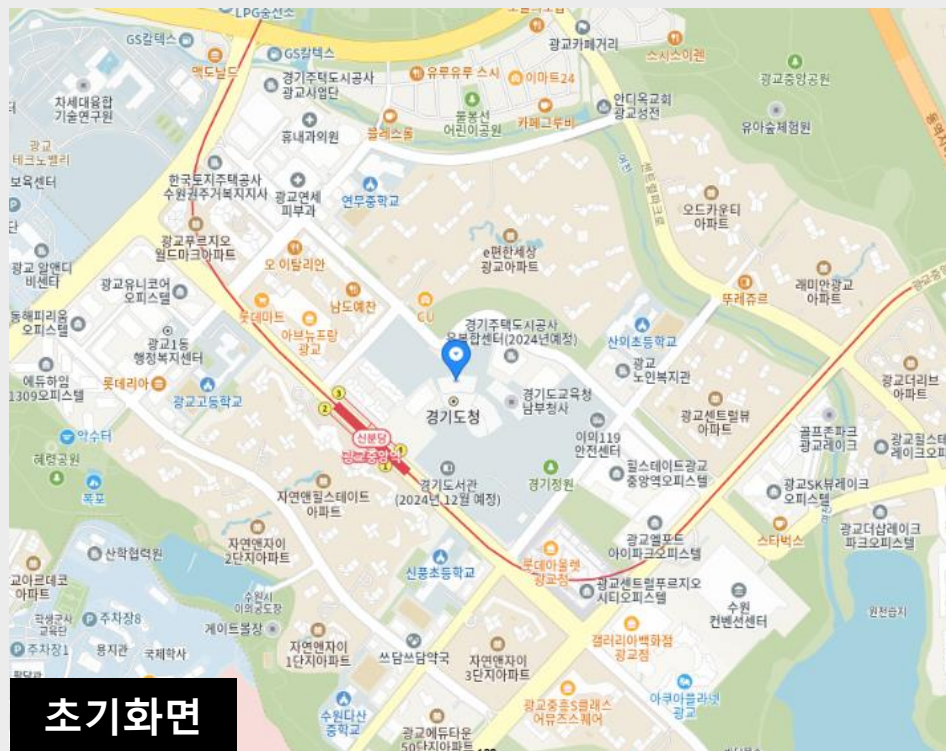 LPG충전소
GS칼텍스
맥도날드
GS칼텍스
차세대융합
기술연구원
경기주택도시공사
광교사업단
유루유루 스시
이마트24
광교카페거리
스시스이렌
광교중앙공원
물봉선
어린이공원
플레스롤
카페그루비
안디옥교회
광교성전
유아숲체험원
휴내과의원
광교
테크노밸리
보육센터
한국토지주택공사
수원권주거복지지사
광교연세
피부과
연무중학교
여천
센트럴파크로
오드카운티
아파트
광교푸르지오
월드마크아파트
e편한세상
광교아파트
광교 알앤디
비센터
오 이탈리안
광교유니코어
오피스텔
남도예찬
CU
뚜레쥬르
래미안광교
아파트
롯데마트
아브뉴프랑
광교
경기주택도시공사
융복합센터(2024년예정)
산의초등학교
동해피리움
오피스텔
광교1동
행정복지센터
광교
노인복지관
에듀하임
1309오피스텔
롯데리아
광교고등학교
3
2
경기도청
경기도교육청
남부청사
광교센트럴뷰
아파트
광교더리브
아파트
약수터
혜령공원
신분당
광교중앙역
4
1
이의119
안전센터
골프존파크
광교레이크
광교힐스테
레이크오피
폭포
자연앤힐스테이트
아파트
경기도서관
(2024년.12월 예정)
경기정원
힐스테이트광교
중앙역오피스텔
광교SK뷰레이크
오피스텔
자연앤자이
2단지아파트
산학협력원
신풍초등학교
롯데아울렛
광교점
광교엘포트
아이파크오피스텔
스타벅스
광교더샵레이크
파크오피스텔
교아르데코
아파트
수원시
이의궁도장
광교센트럴푸르지오
시티오피스텔
수원
컨벤션센터
원천습지
학생군사
교육단
주차장8
게이트볼장
자연앤자이
1단지아파트
쓰담쓰담약국
자연앤자이
3단지아파트
갤러리아백화점
광교점
주차장1
용지관
국제학사
수원다산
중학교
광교중흥S클래스
어뮤즈스퀘어
아쿠아플라넷
광교
광교에듀타운
50단지아파트
초기화면